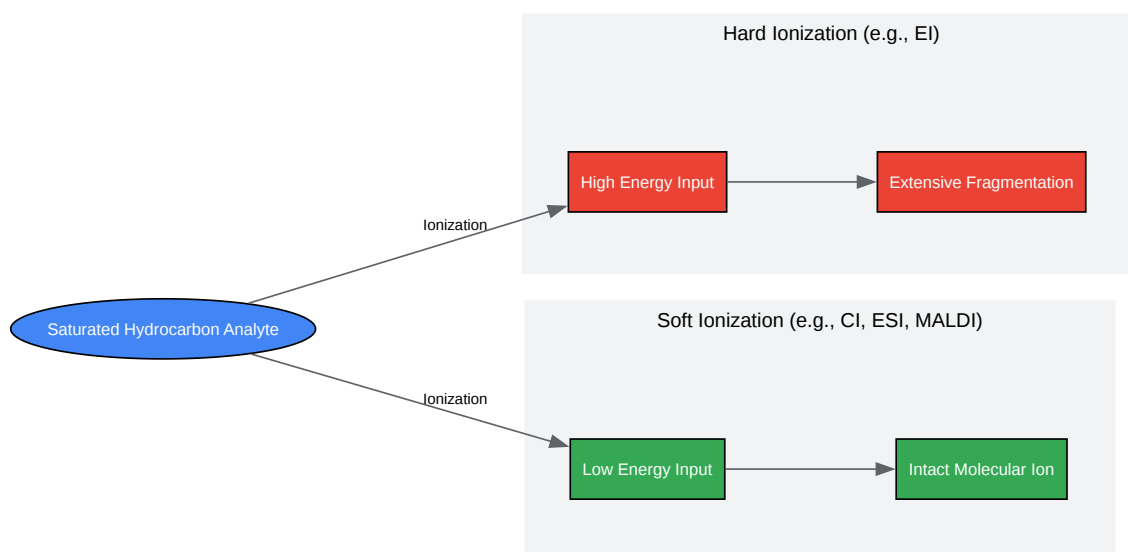 Hard Ionization (e.g., EI)
High Energy Input
Extensive Fragmentation
Ionization
Saturated Hydrocarbon Analyte
Soft Ionization (e.g., CI, ESI, MALDI)
Ionization
Low Energy Input
Intact Molecular Ion